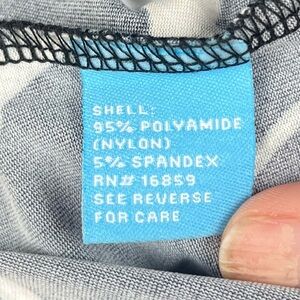 SHELL:
95% POLYAMIDE
(NYLON)
5% SPANDEX
RN# 16859
SEE REVERSE
FOR CARE